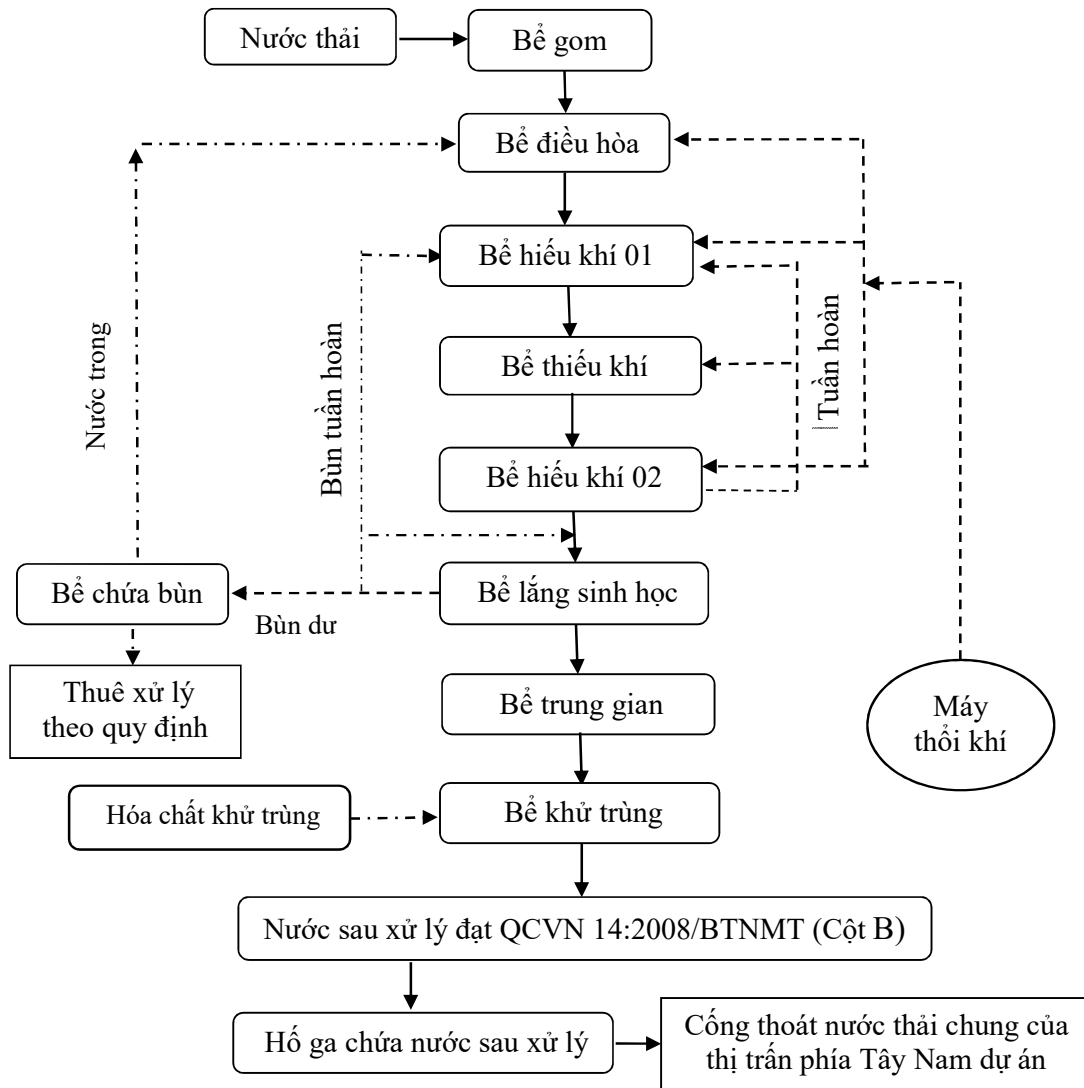 Nước thải
Bể gom
Bể điều hòa
Bể hiếu khí 01
Bể thiếu khí
Bể hiếu khí 02
Nước trong
Bùn tuần hoàn
Tuần hoàn
Bể chứa bùn
Bùn dư
Bể lắng sinh học
Thuê xử lý
theo quy định
Bể trung gian
Máy
thổi khí
Hóa chất khử trùng
Bể khử trùng
Nước sau xử lý đạt QCVN 14:2008/BTNMT (Cột B)
Hố ga chứa nước sau xử lý
Cống thoát nước thải chung của
thị trấn phía Tây Nam dự án